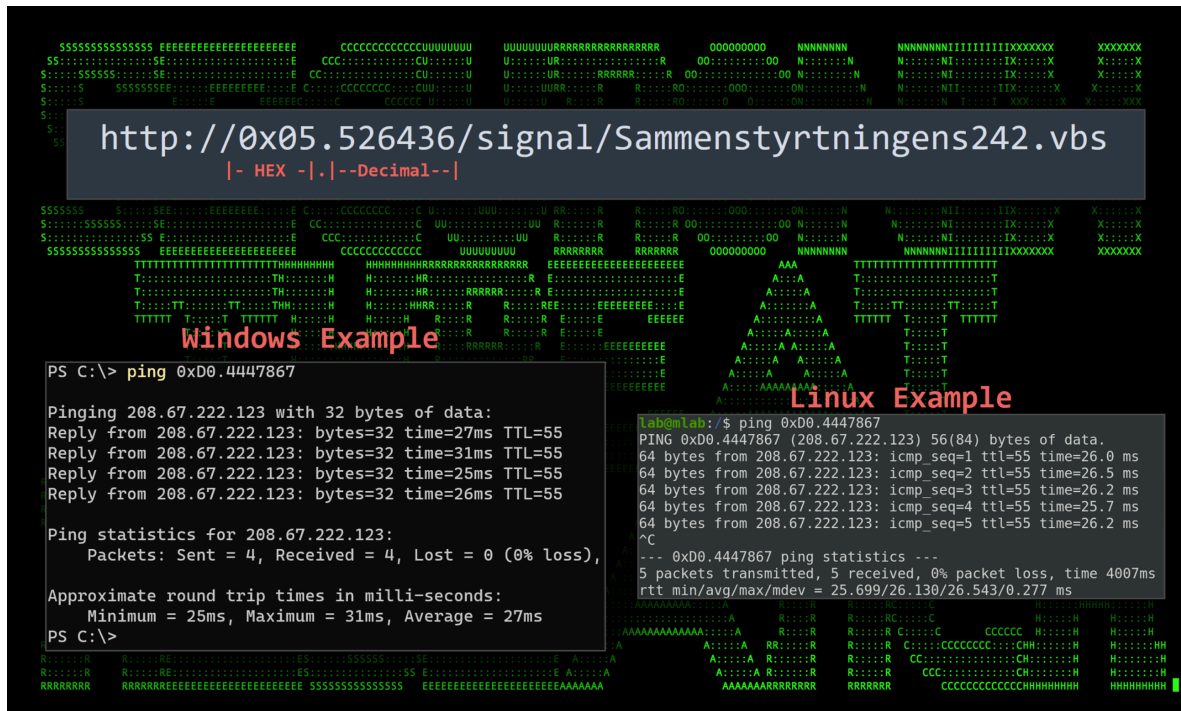 http://0x05.526436/signal/Sammenstyrtningens242.vbs
|- HEX -|.|--Decimal--|
Windows Example
PS C:\> ping 0xD0.4447867
Pinging 208.67.222.123 with 32 bytes of data:
Reply from 208.67.222.123: bytes=32 time=27ms TTL=55
Reply from 208.67.222.123: bytes=32 time=31ms TTL=55
Reply from 208.67.222.123: bytes=32 time=25ms TTL=55
Reply from 208.67.222.123: bytes=32 time=26ms TTL=55
Ping statistics for 208.67.222.123:
Packets: Sent = 4, Received = 4, Lost = 0 (0% loss),
Approximate round trip times in milli-seconds:
Minimum = 25ms, Maximum = 31ms, Average = 27ms
PS C:\>
Linux Example
lab@mlab:/$ ping 0xD0.4447867
PING 0xD0.4447867 (208.67.222.123) 56(84) bytes of data.
64 bytes from 208.67.222.123: icmp_seq=1 ttl=55 time=26.0 ms
64 bytes from 208.67.222.123: icmp_seq=2 ttl=55 time=26.5 ms
64 bytes from 208.67.222.123: icmp_seq=3 ttl=55 time=26.2 ms
64 bytes from 208.67.222.123: icmp_seq=4 ttl=55 time=25.7 ms
64 bytes from 208.67.222.123: icmp_seq=5 ttl=55 time=26.2 ms
^C
--- 0xD0.4447867 ping statistics ---
5 packets transmitted, 5 received, 0% packet loss, time 4007ms
rtt min/avg/max/mdev = 25.699/26.130/26.543/0.277 ms